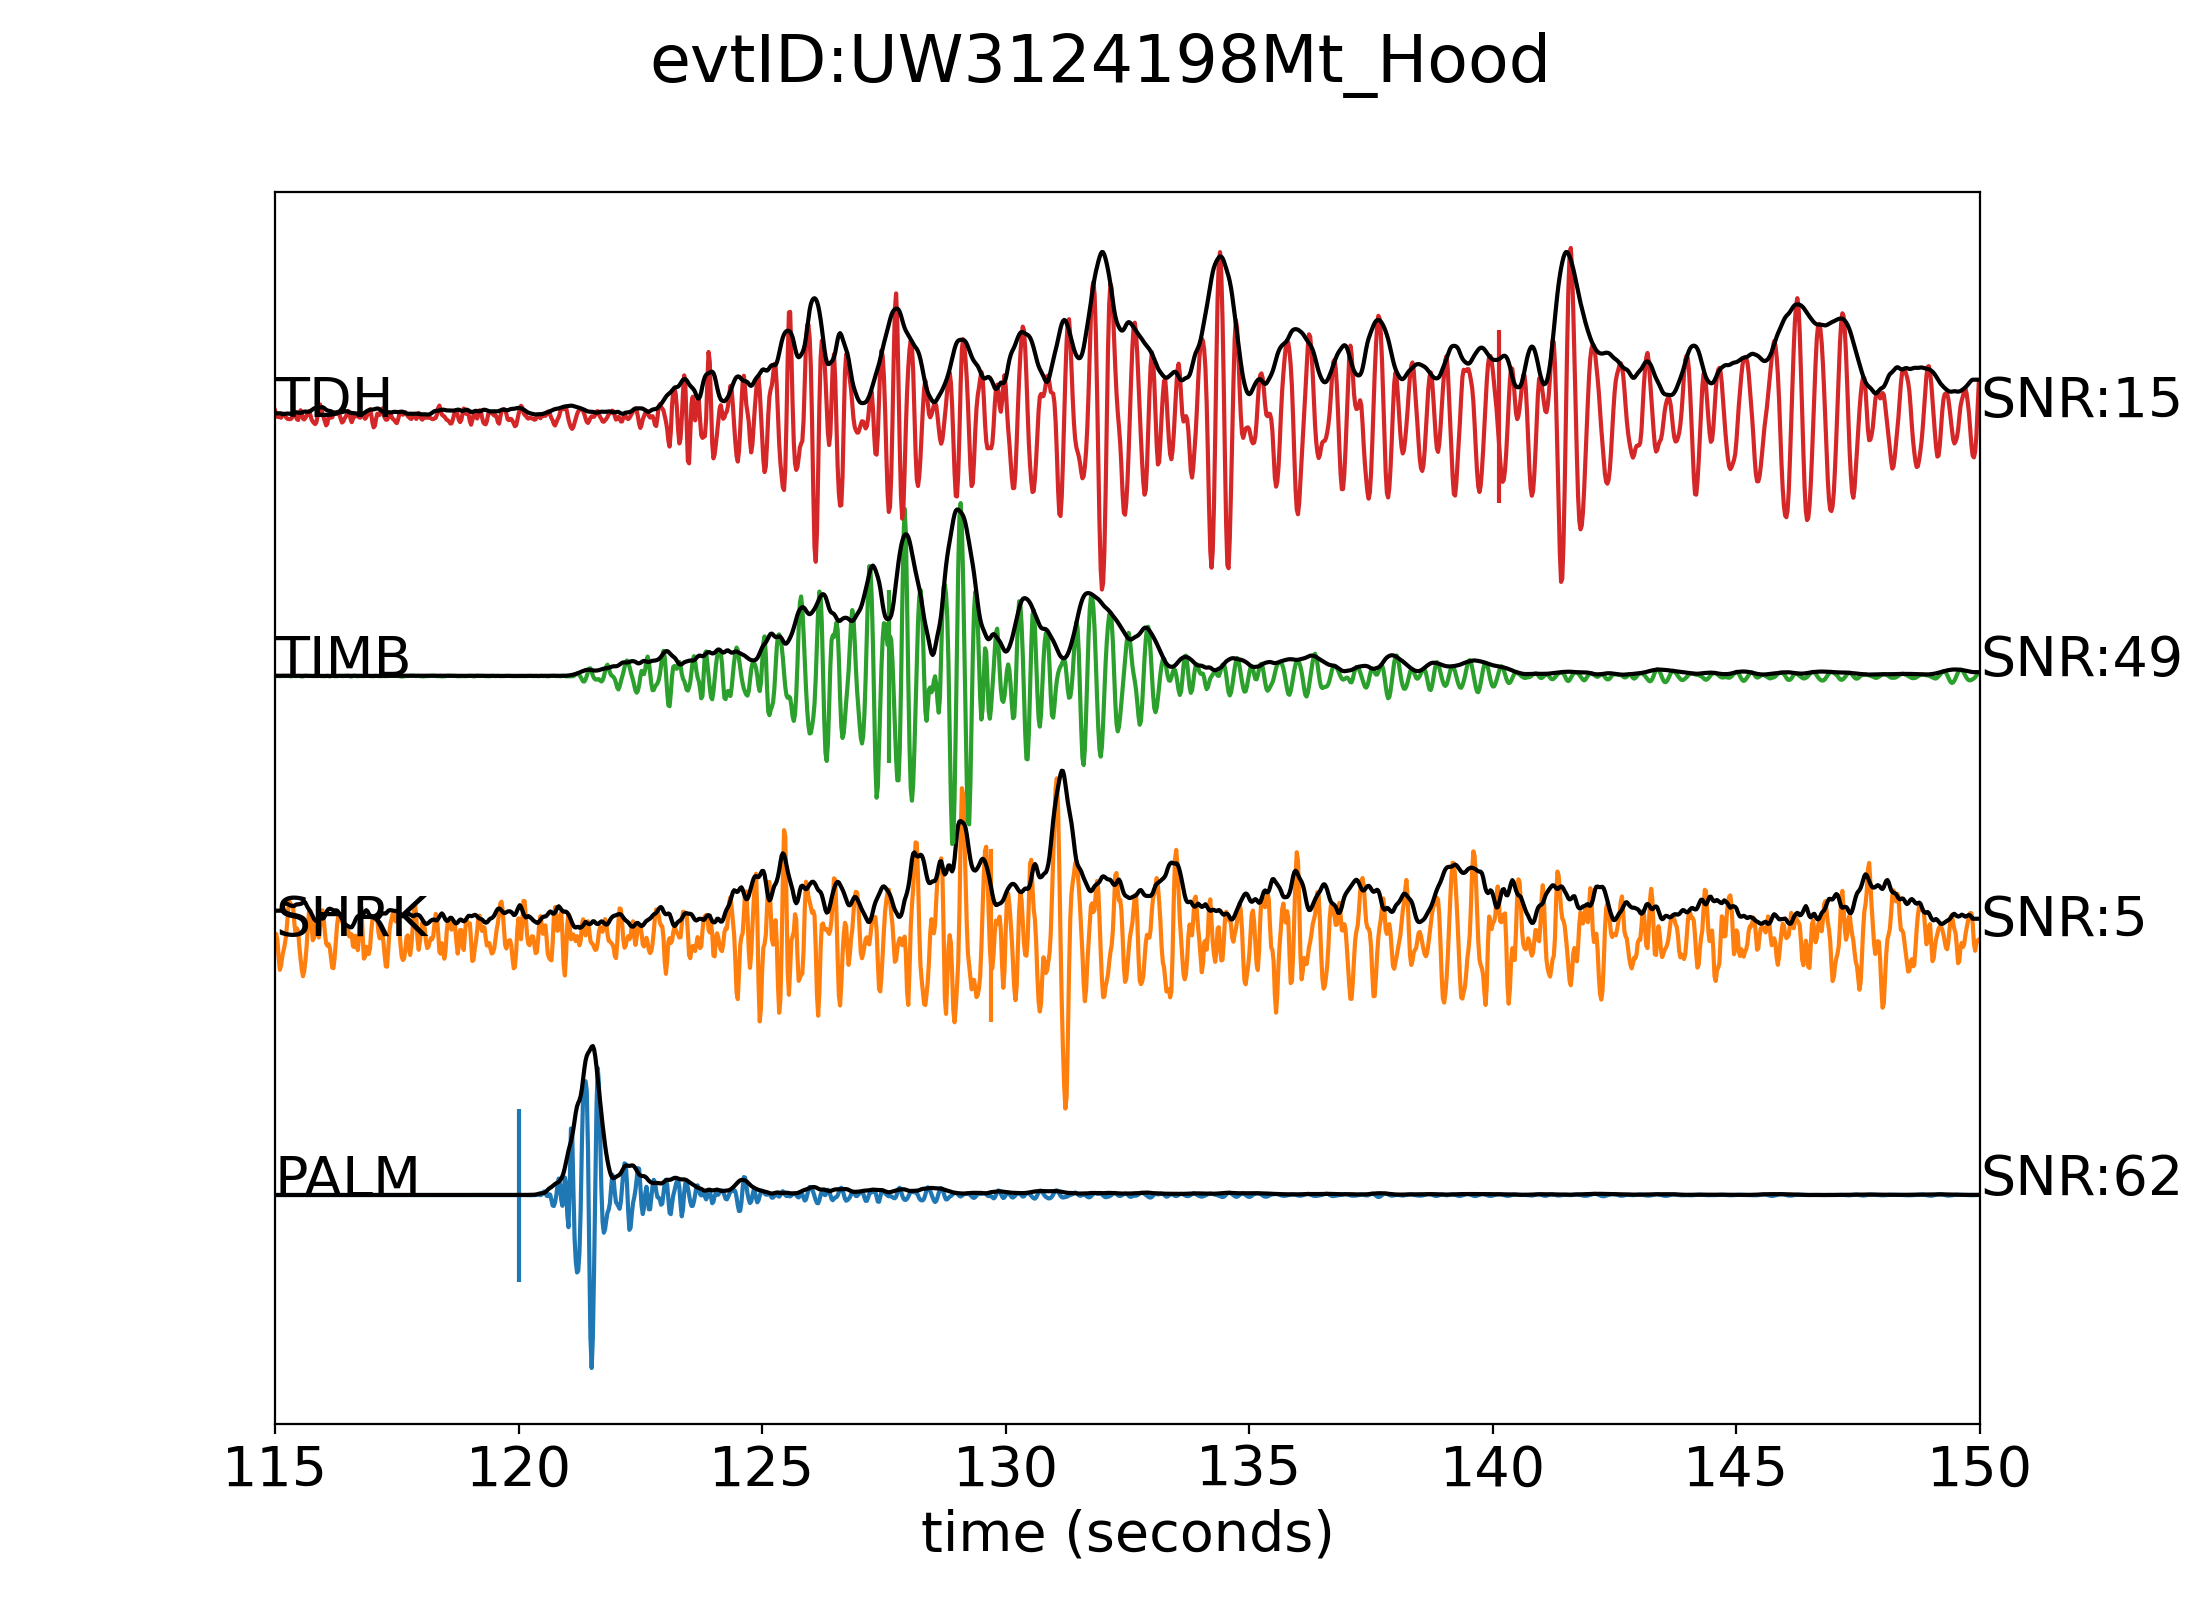 evtID:UW3124198Mt_Hood
TDH SNR:15
TIMB SNR:49
SHRK SNR:5
PALM SNR:62
115 120 125 130 135 140 145 150
time (seconds)